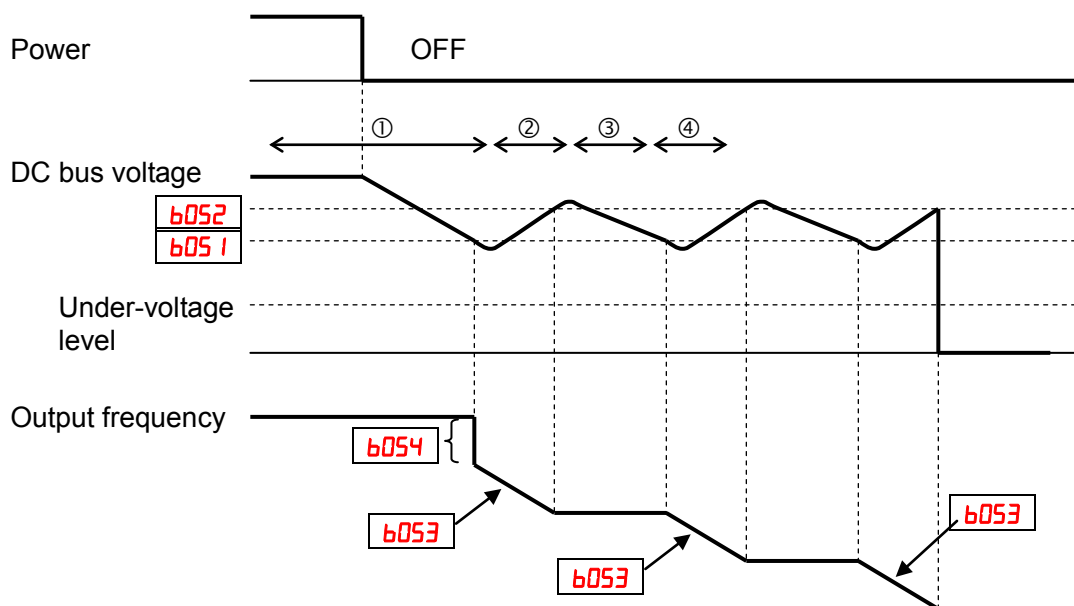 Power
OFF
① ② ③ ④
DC bus voltage
b052
b051
Under-voltage
level
Output frequency
b054
b053
b053
b053